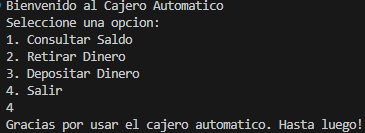 Bienvenido al Cajero Automatico
Seleccione una opcion:
1. Consultar Saldo
2. Retirar Dinero
3. Depositar Dinero
4. Salir
4
Gracias por usar el cajero automatico. Hasta luego!